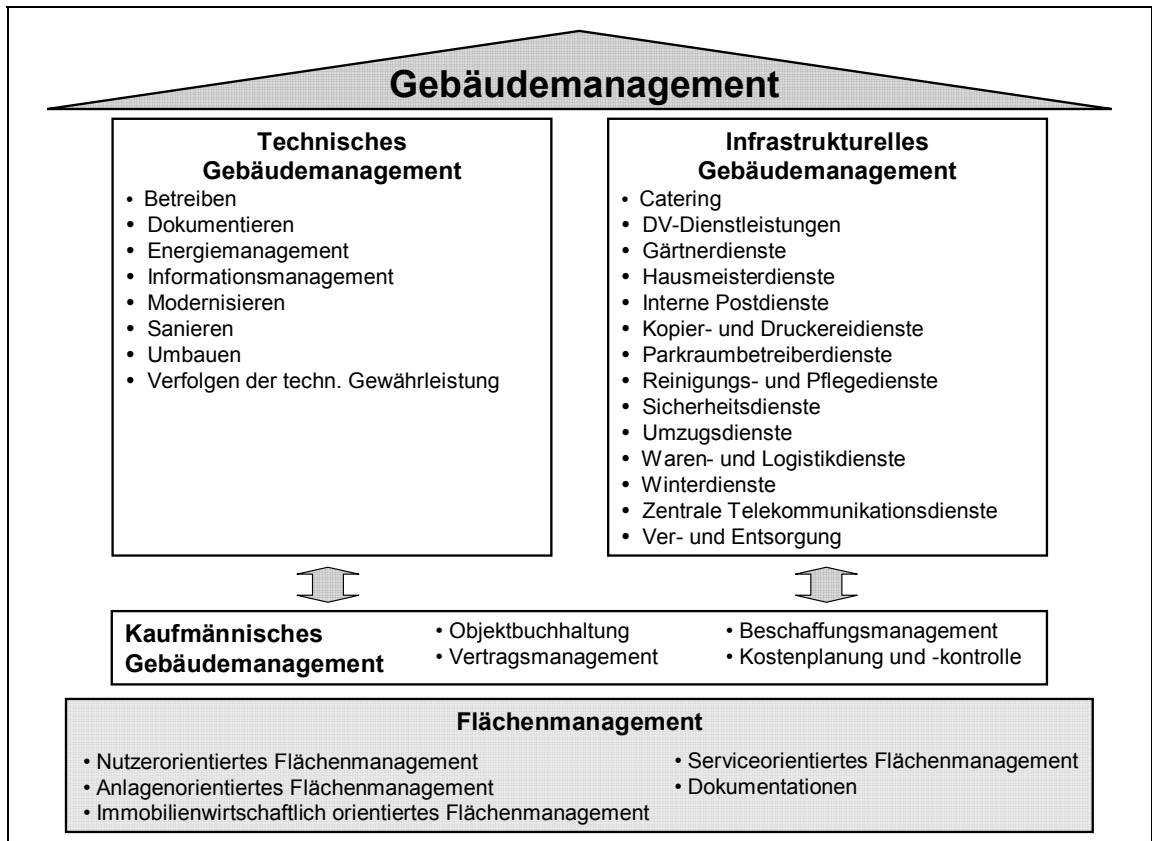 Gebäudemanagement
Technisches
Gebäudemanagement
• Betreiben
• Dokumentieren
• Energiemanagement
• Informationsmanagement
• Modernisieren
• Sanieren
• Umbauen
• Verfolgen der techn. Gewährleistung
Infrastrukturelles
Gebäudemanagement
• Catering
• DV-Dienstleistungen
• Gärtnerdienste
• Hausmeisterdienste
• Interne Postdienste
• Kopier- und Druckereidienste
• Parkraumbetreiberdienste
• Reinigungs- und Pflegedienste
• Sicherheitsdienste
• Umzugsdienste
• Waren- und Logistikdienste
• Winterdienste
• Zentrale Telekommunikationsdienste
• Ver- und Entsorgung
Kaufmännisches
Gebäudemanagement
• Objektbuchhaltung
• Vertragsmanagement
• Beschaffungsmanagement
• Kostenplanung und -kontrolle
Flächenmanagement
• Nutzerorientiertes Flächenmanagement
• Anlagenorientiertes Flächenmanagement
• Immobilienwirtschaftlich orientiertes Flächenmanagement
• Serviceorientiertes Flächenmanagement
• Dokumentationen